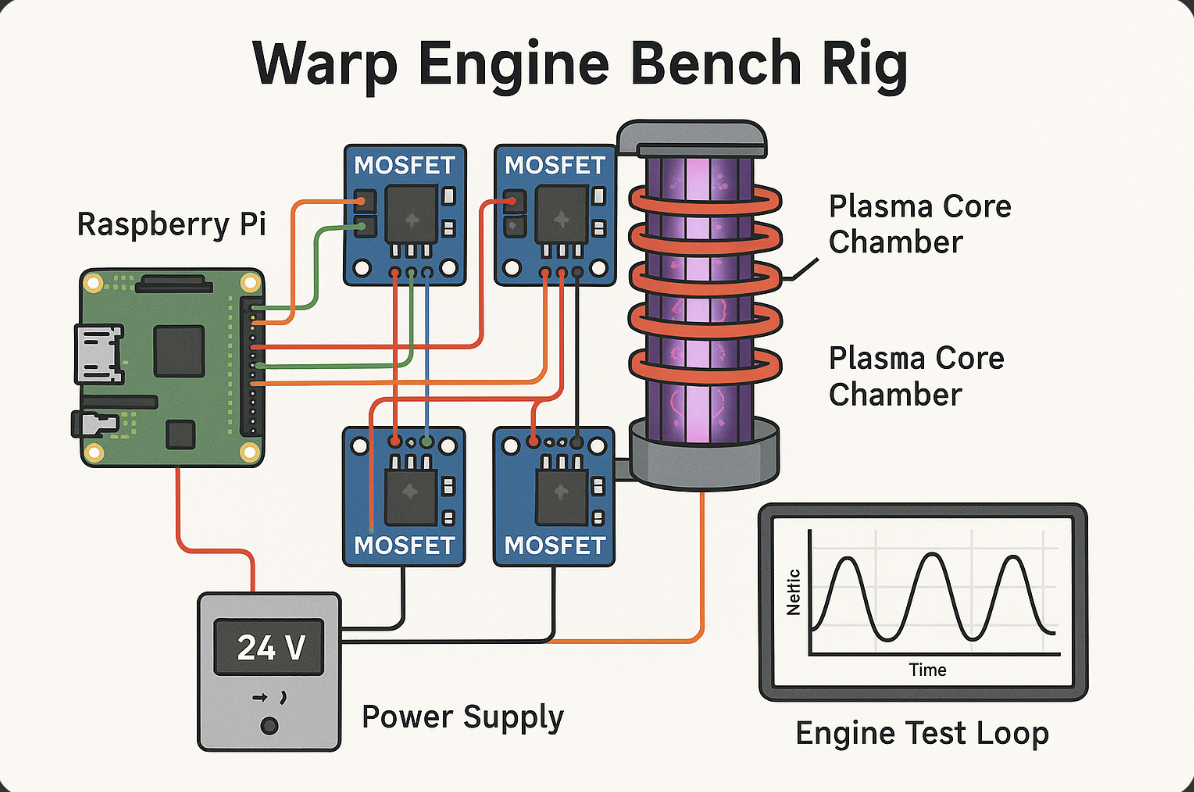 Warp Engine Bench Rig
MOSFET
MOSFET
Raspberry Pi
Plasma Core
Chamber
Plasma Core
Chamber
MOSFET
MOSFET
24 V
Power Supply
Time
Engine Test Loop